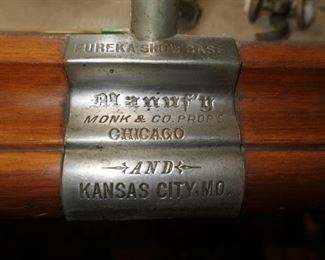 EUREKA SHOW CASE
Manuf'y
MONK & CO. PROPS
CHICAGO
AND
KANSAS CITY. MO.